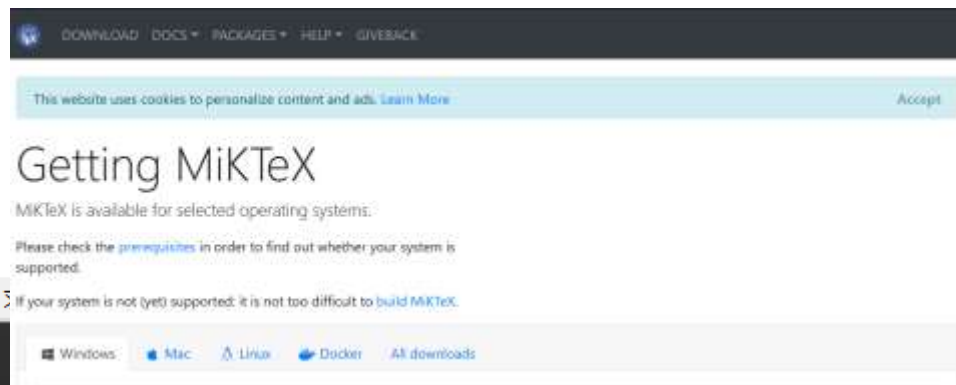 DOWNLOAD DOCS PACKAGES HELP GIVEBACK
This website uses cookies to personalize content and ads. Learn More Accept
Getting MiKTeX
MiKTeX is available for selected operating systems.
Please check the prerequisites in order to find out whether your system is
supported.
If your system is not (yet) supported: it is not too difficult to build MiKTeX.
Windows Mac Linux Docker All downloads